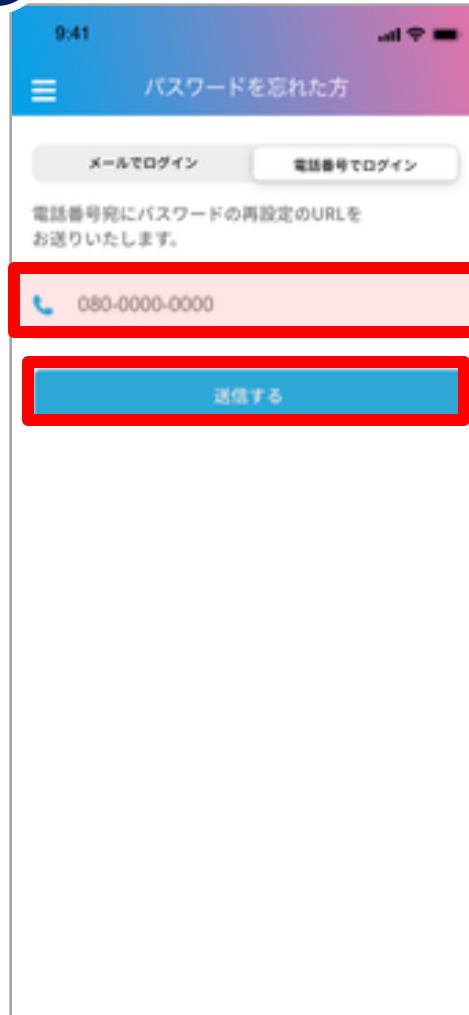 9:41
パスワードを忘れた方
メールでログイン
電話番号でログイン
電話番号宛にパスワードの再設定のURLを
お送りいたします。
080-0000-0000
送信する